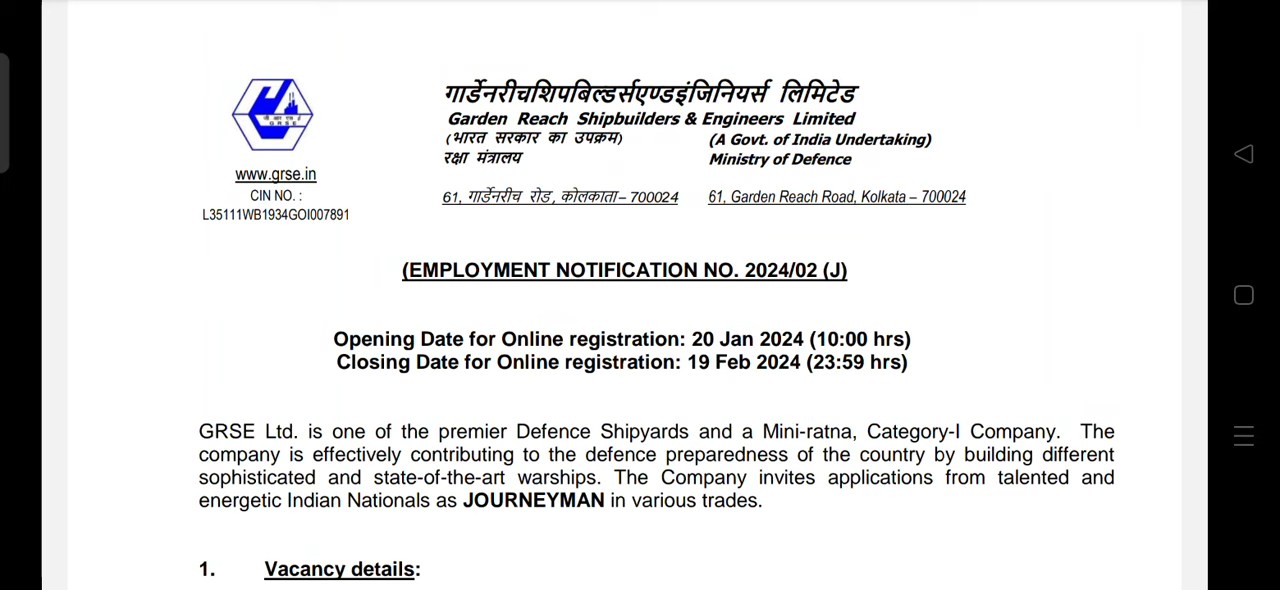 गार्डेनरीचशिपबिल्डर्सएण्डइंजिनियर्स लिमिटेड
Garden Reach Shipbuilders & Engineers Limited
(भारत सरकार का उपक्रम) (A Govt. of India Undertaking)
रक्षा मंत्रालय Ministry of Defence
जी आर एस ई
GRSE
www.grse.in
CIN NO. :
L35111WB1934GOI007891
61, गार्डेनरीच रोड, कोलकाता– 700024 61, Garden Reach Road, Kolkata – 700024
(EMPLOYMENT NOTIFICATION NO. 2024/02 (J)
Opening Date for Online registration: 20 Jan 2024 (10:00 hrs)
Closing Date for Online registration: 19 Feb 2024 (23:59 hrs)
GRSE Ltd. is one of the premier Defence Shipyards and a Mini-ratna, Category-I Company. The
company is effectively contributing to the defence preparedness of the country by building different
sophisticated and state-of-the-art warships. The Company invites applications from talented and
energetic Indian Nationals as JOURNEYMAN in various trades.
1. Vacancy details: